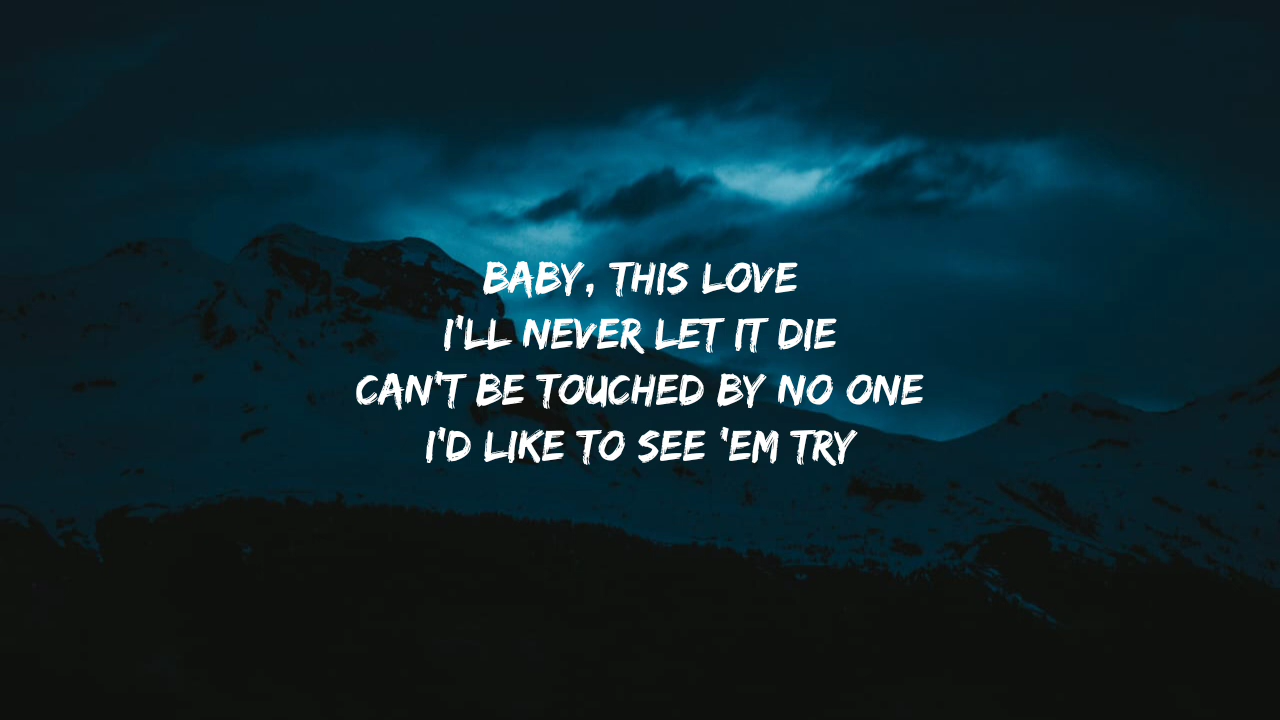 BABY, THIS LOVE
I'LL NEVER LET IT DIE
CAN'T BE TOUCHED BY NO ONE
I'D LIKE TO SEE 'EM TRY